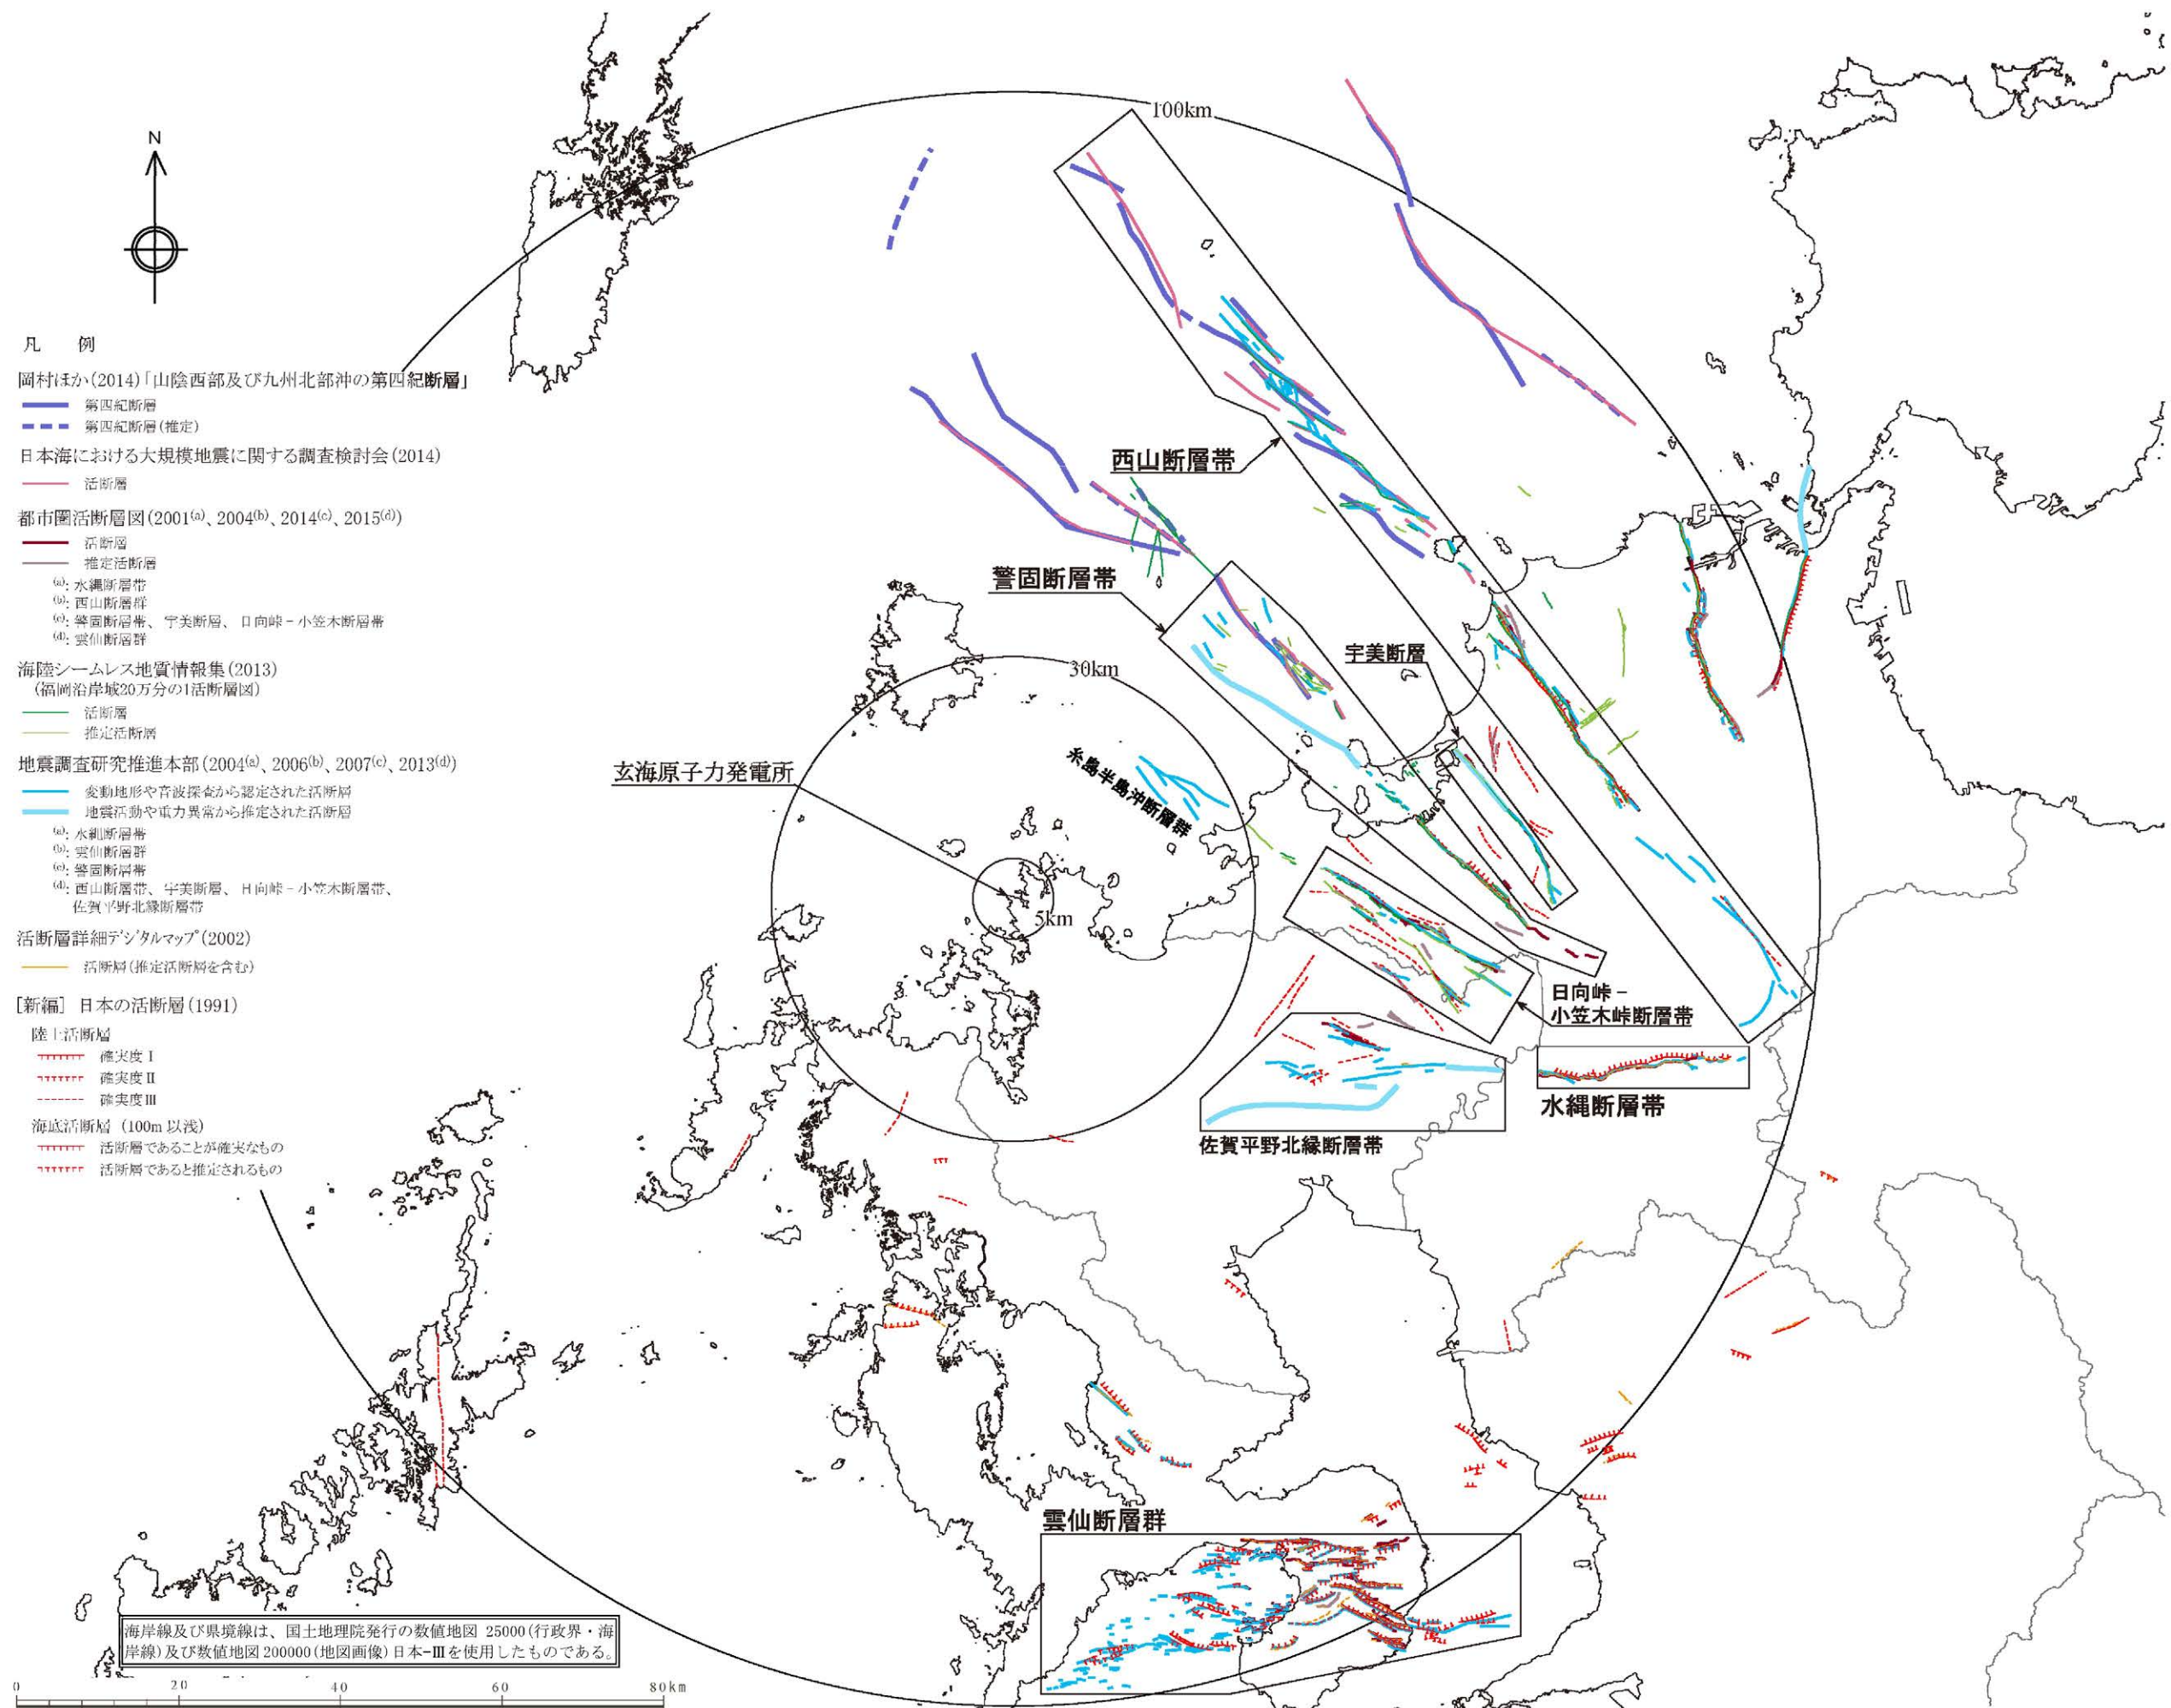 N
凡 例
岡村ほか(2014)「山陰西部及び九州北部沖の第四紀断層」
第四紀断層
第四紀断層(推定)
日本海における大規模地震に関する調査検討会(2014)
活断層
都市圏活断層図(2001(a)、2004(b)、2014(c)、2015(d))
活断層
推定活断層
(a): 水縄断層帯
(b): 西山断層群
(c): 警固断層帯、宇美断層、日向峠－小笠木断層帯
(d): 雲仙断層群
海陸シームレス地質情報集(2013)
(福岡沿岸域20万分の1活断層図)
活断層
推定活断層
地震調査研究推進本部(2004(a)、2006(b)、2007(c)、2013(d))
変動地形や音波探査から認定された活断層
地震活動や重力異常から推定された活断層
(a): 水縄断層帯
(b): 雲仙断層群
(c): 警固断層帯
(d): 西山断層帯、宇美断層、日向峠－小笠木断層帯、
佐賀平野北縁断層帯
活断層詳細デジタルマップ(2002)
活断層(推定活断層を含む)
[新編] 日本の活断層(1991)
陸上活断層
確実度Ⅰ
確実度Ⅱ
確実度Ⅲ
海底活断層 (100m以浅)
活断層であることが確実なもの
活断層であると推定されるもの
100km
西山断層帯
警固断層帯
宇美断層
30km
玄海原子力発電所
糸島半島沖断層群
5km
日向峠－
小笠木峠断層帯
水縄断層帯
佐賀平野北縁断層帯
雲仙断層群
海岸線及び県境線は、国土地理院発行の数値地図 25000(行政界・海
岸線)及び数値地図200000(地図画像)日本-Ⅲを使用したものである。
0 20 40 60 80km